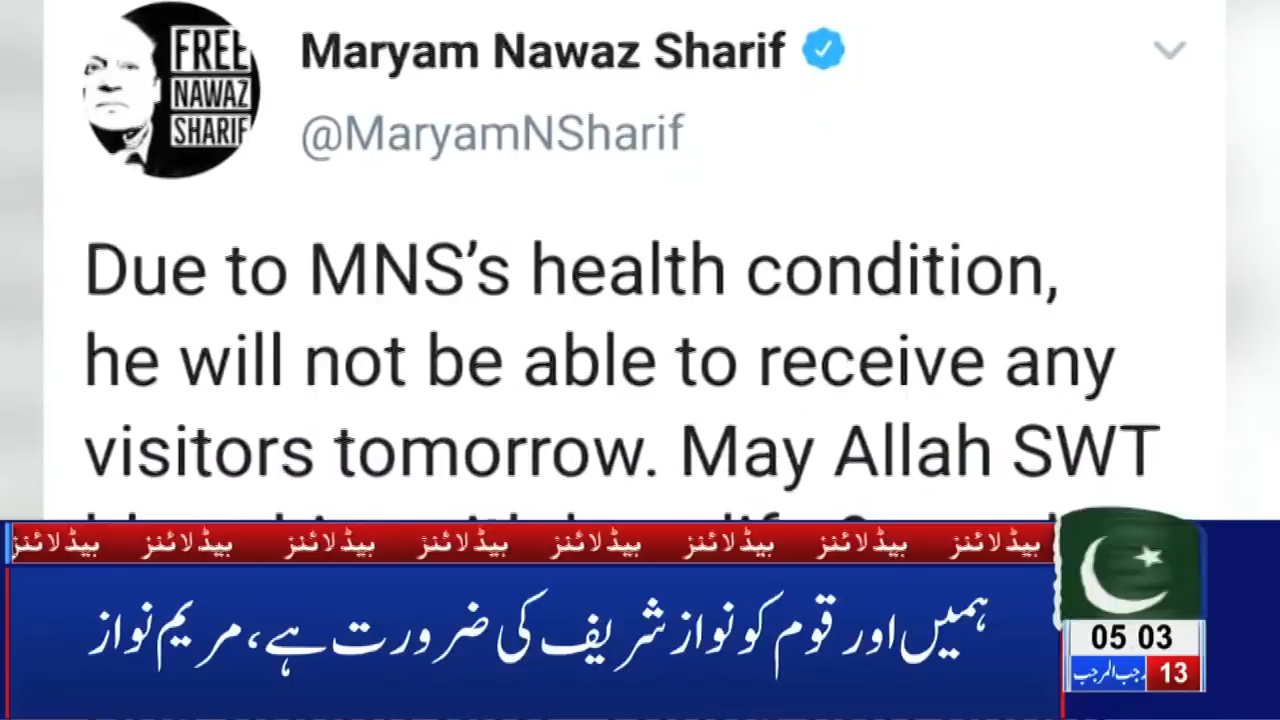 FREE
NAWAZ
SHARIF
Maryam Nawaz Sharif
@MaryamNSharif
Due to MNS’s health condition,
he will not be able to receive any
visitors tomorrow. May Allah SWT
ہیڈلائنز ہیڈلائنز ہیڈلائنز ہیڈلائنز ہیڈلائنز ہیڈلائنز ہیڈلائنز ہیڈلائنز
ہمیں اور قوم کو نواز شریف کی ضرورت ہے، مریم نواز
05 03
رجب المرجب 13